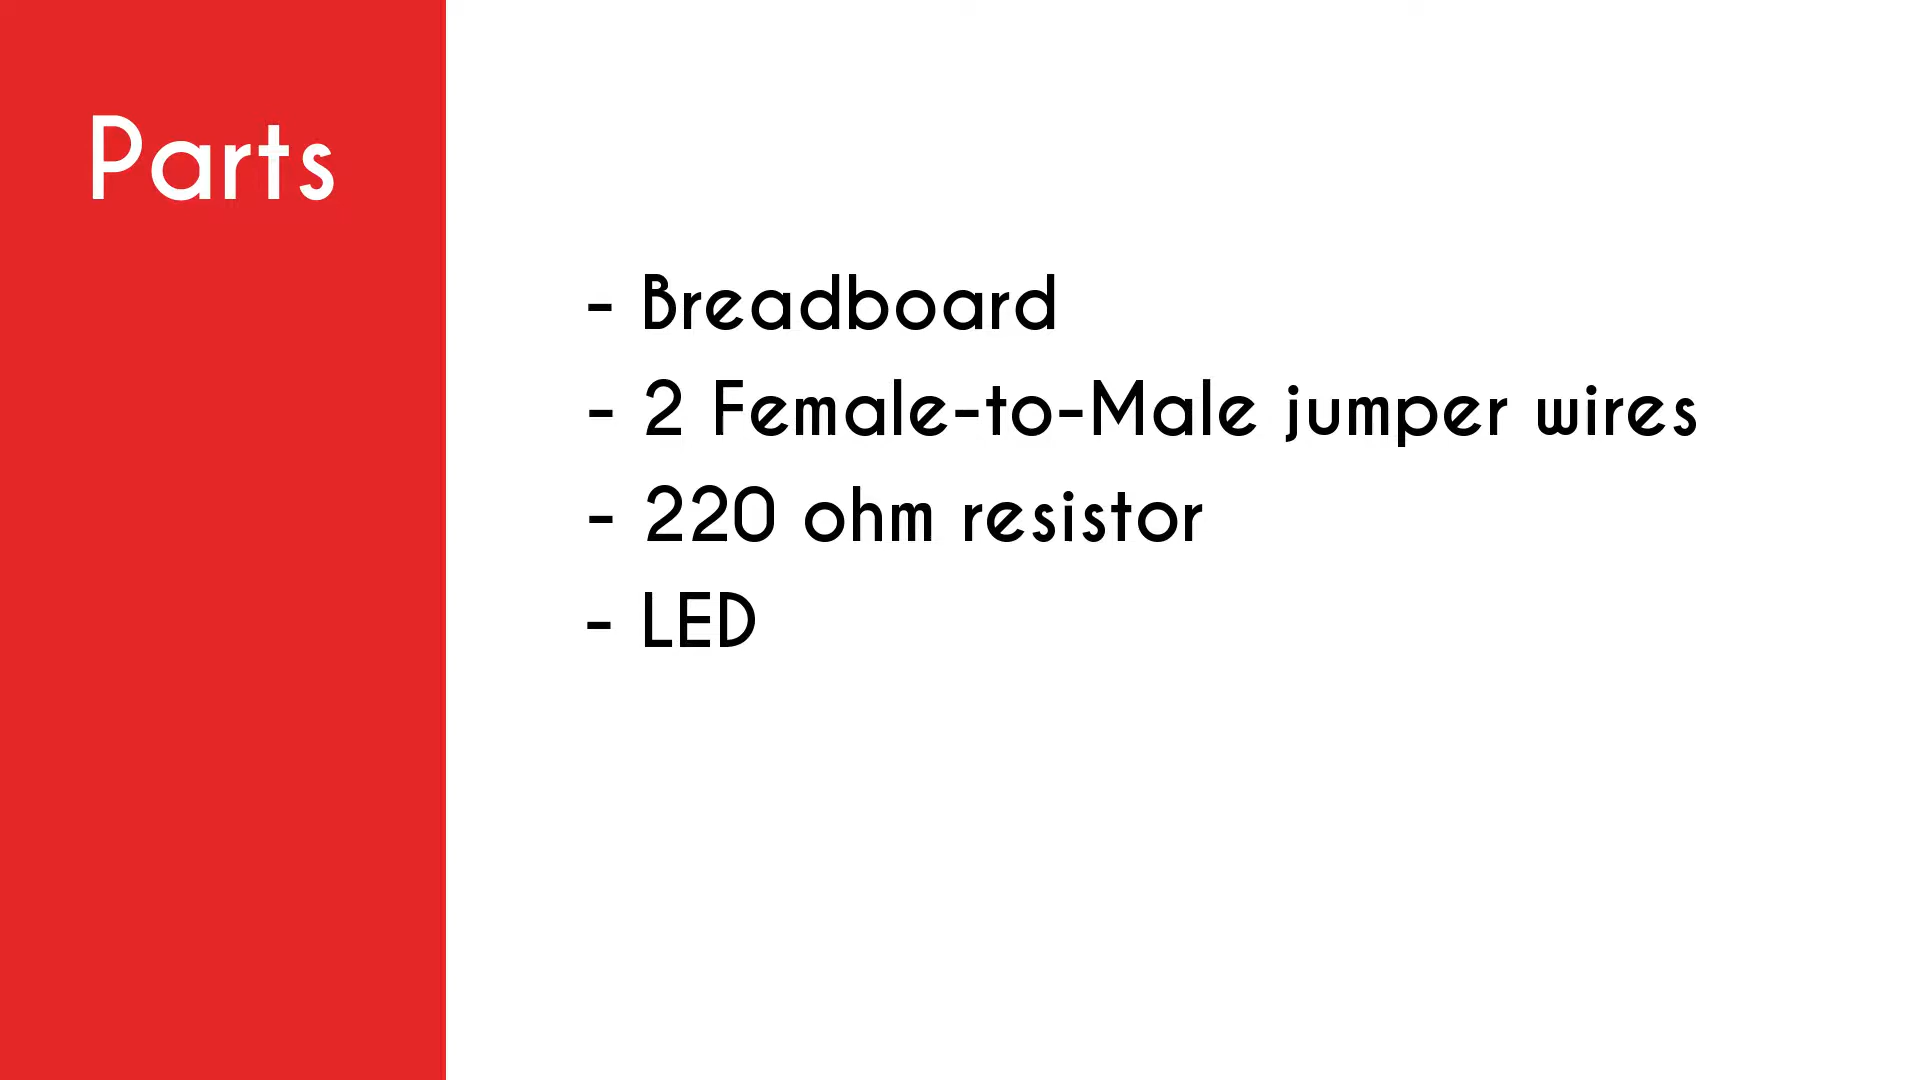 Parts
- Breadboard
- 2 Female-to-Male jumper wires
- 220 ohm resistor
- LED